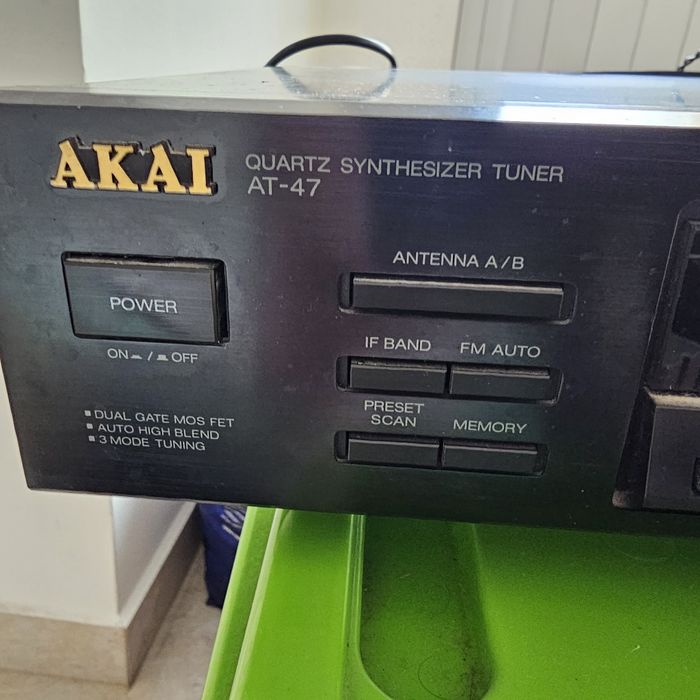 AKAI
QUARTZ SYNTHESIZER TUNER
AT-47
ANTENNA A/B
POWER
ON / OFF
IF BAND
FM AUTO
PRESET
SCAN
MEMORY
DUAL GATE MOS FET
AUTO HIGH BLEND
3 MODE TUNING